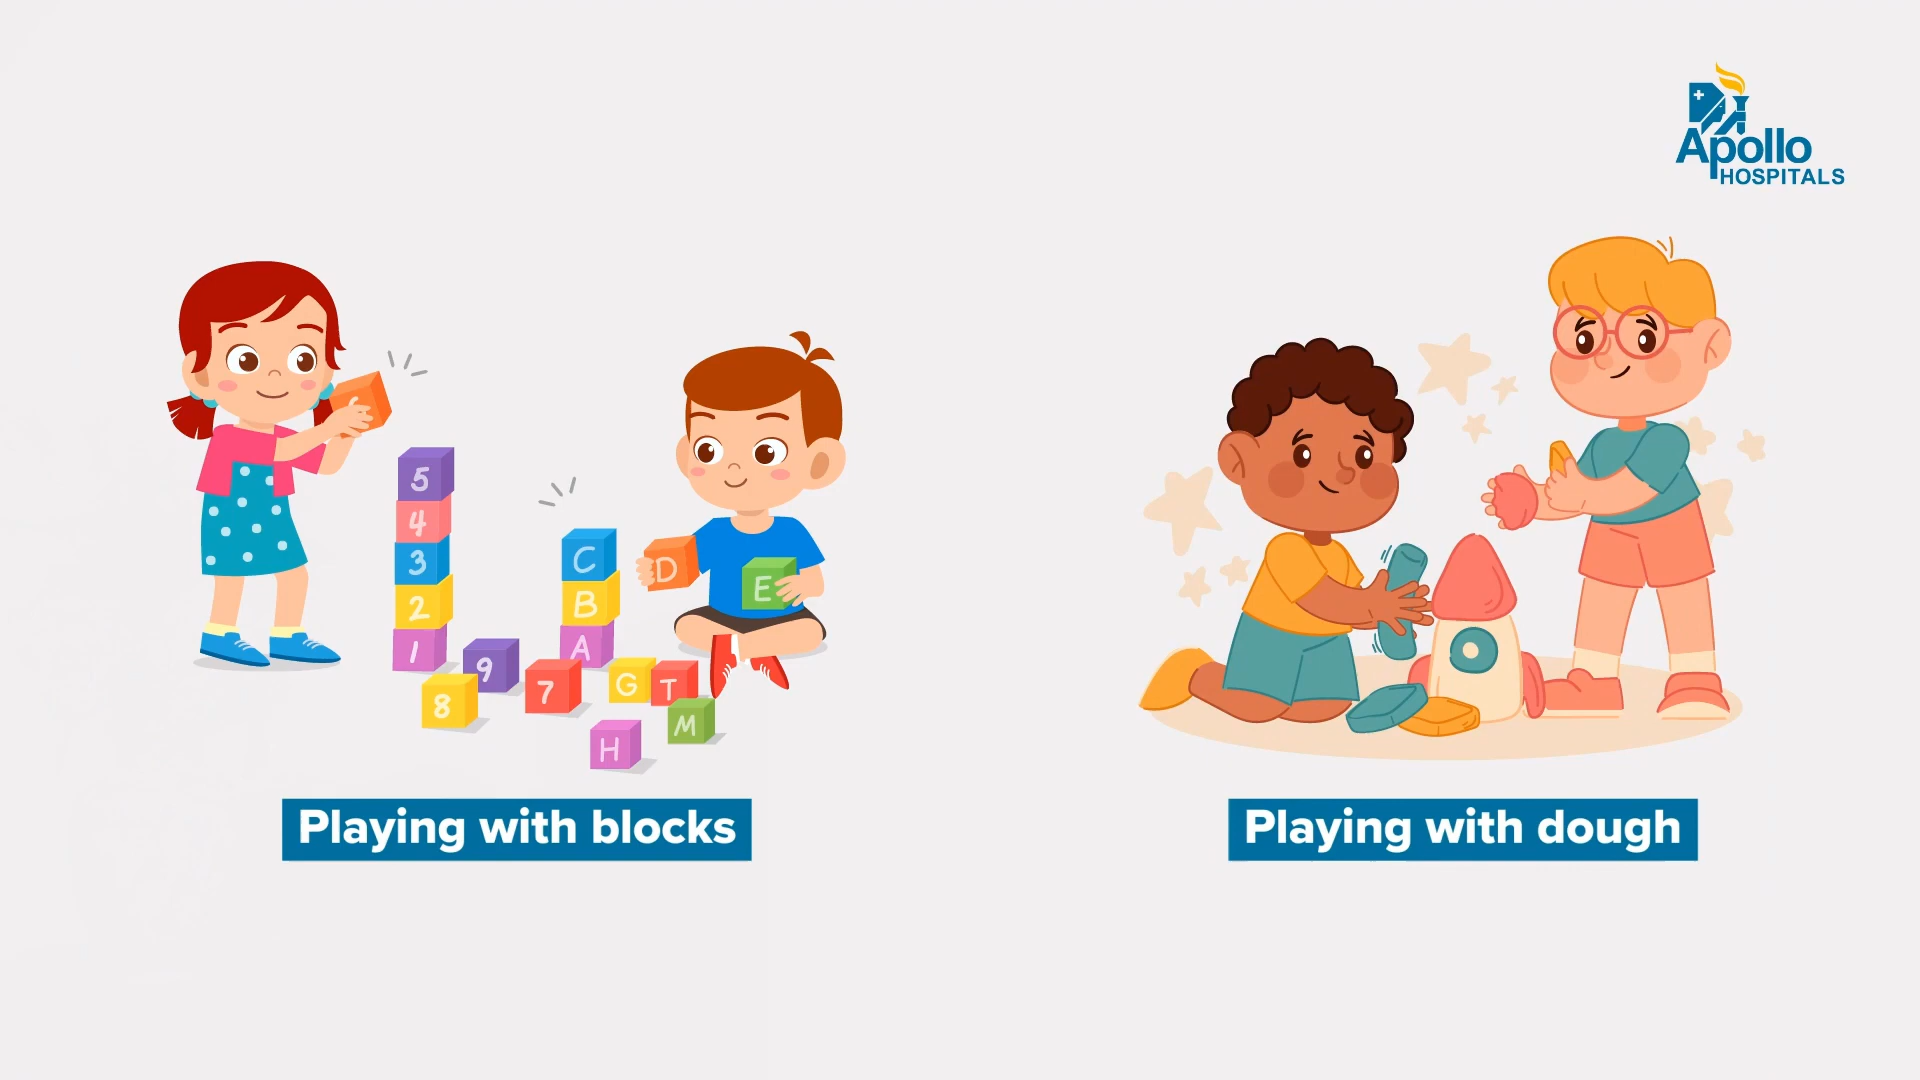 Apollo
HOSPITALS
5
4
3
2
1
9
8
7
C
B
A
D
E
G
T
M
H
Playing with blocks
Playing with dough